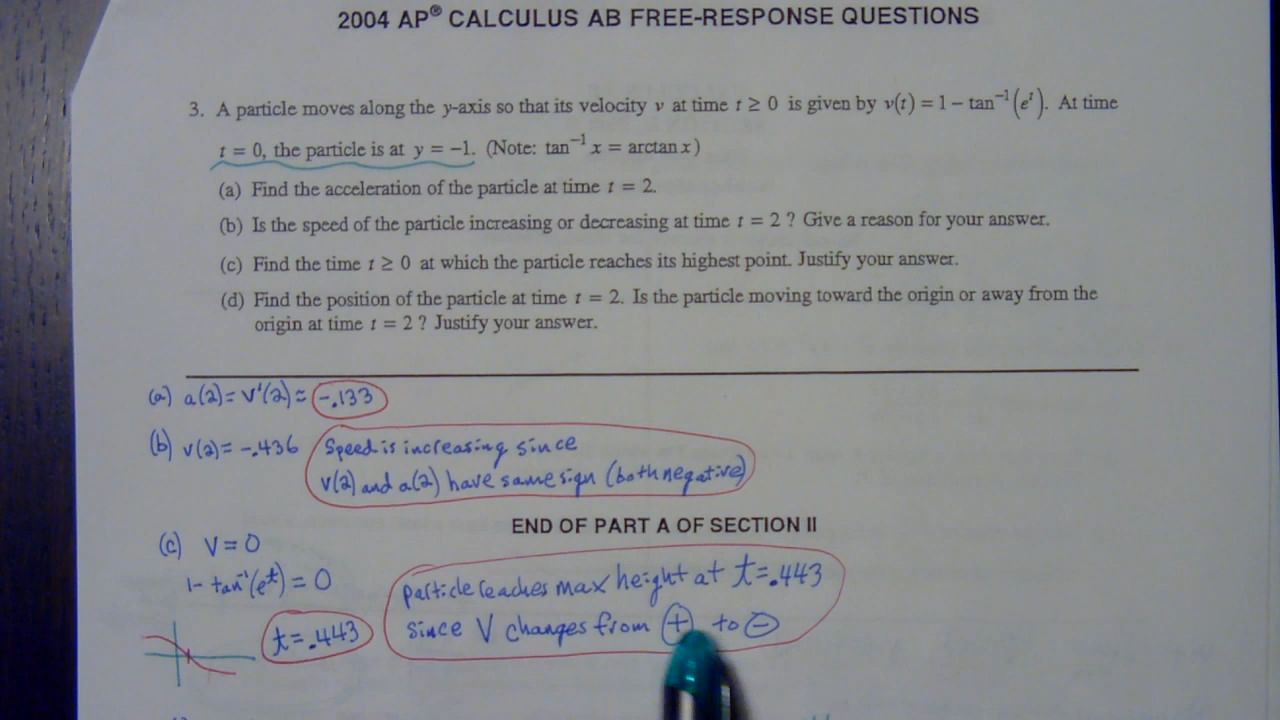 2004 AP® CALCULUS AB FREE-RESPONSE QUESTIONS
3. A particle moves along the y-axis so that its velocity v at time t ≥ 0 is given by v(t) = 1 − tan⁻¹(eᵗ). At time
t = 0, the particle is at y = −1. (Note: tan⁻¹ x = arctan x)
(a) Find the acceleration of the particle at time t = 2.
(b) Is the speed of the particle increasing or decreasing at time t = 2 ? Give a reason for your answer.
(c) Find the time t ≥ 0 at which the particle reaches its highest point. Justify your answer.
(d) Find the position of the particle at time t = 2. Is the particle moving toward the origin or away from the
origin at time t = 2 ? Justify your answer.
(a) a(2) = v'(2) ≈ -.133
(b) v(2) = -.436 Speed is increasing since
v(2) and a(2) have same sign (both negative)
END OF PART A OF SECTION II
(c) V = 0
1 - tan⁻¹(eᵗ) = 0
t = .443
particle reaches max height at t = .443
since V changes from + to −